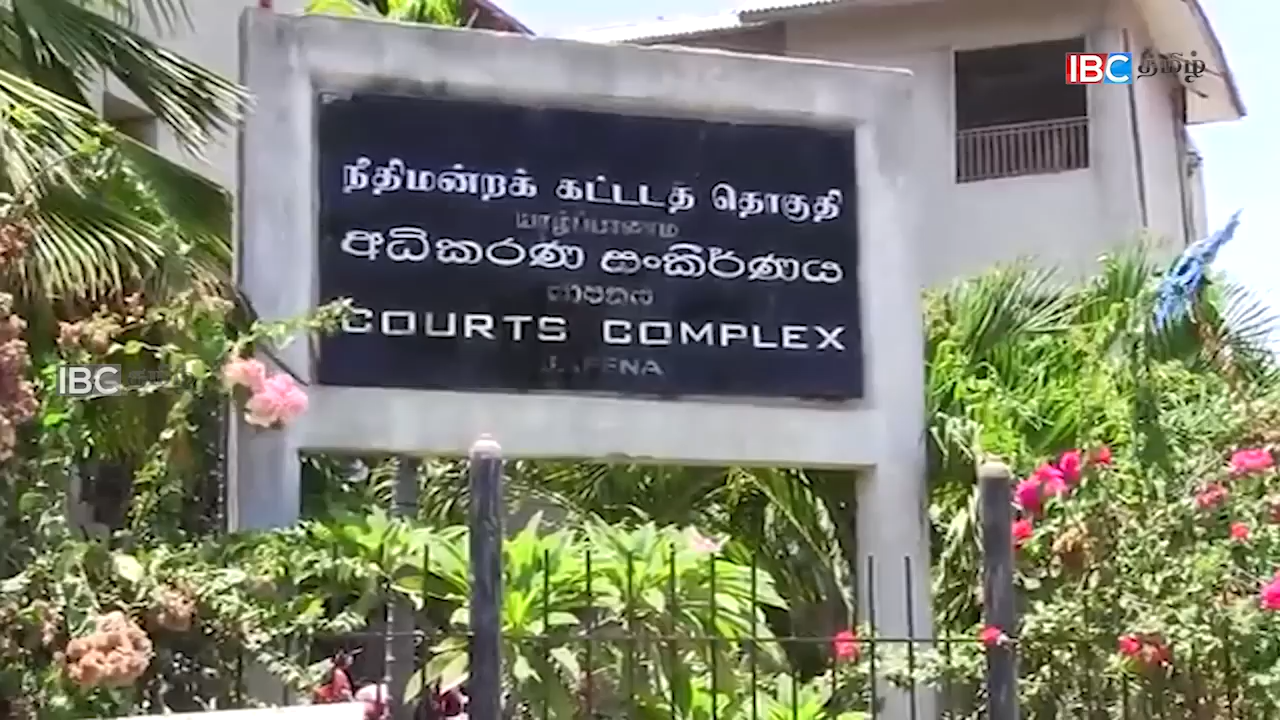 IBC தமிழ்
நீதிமன்றக் கட்டடத் தொகுதி
யாழ்ப்பாணம்
අධිකරණ සංකීර්ණය
යාපනය
COURTS COMPLEX
JAFFNA
IBC